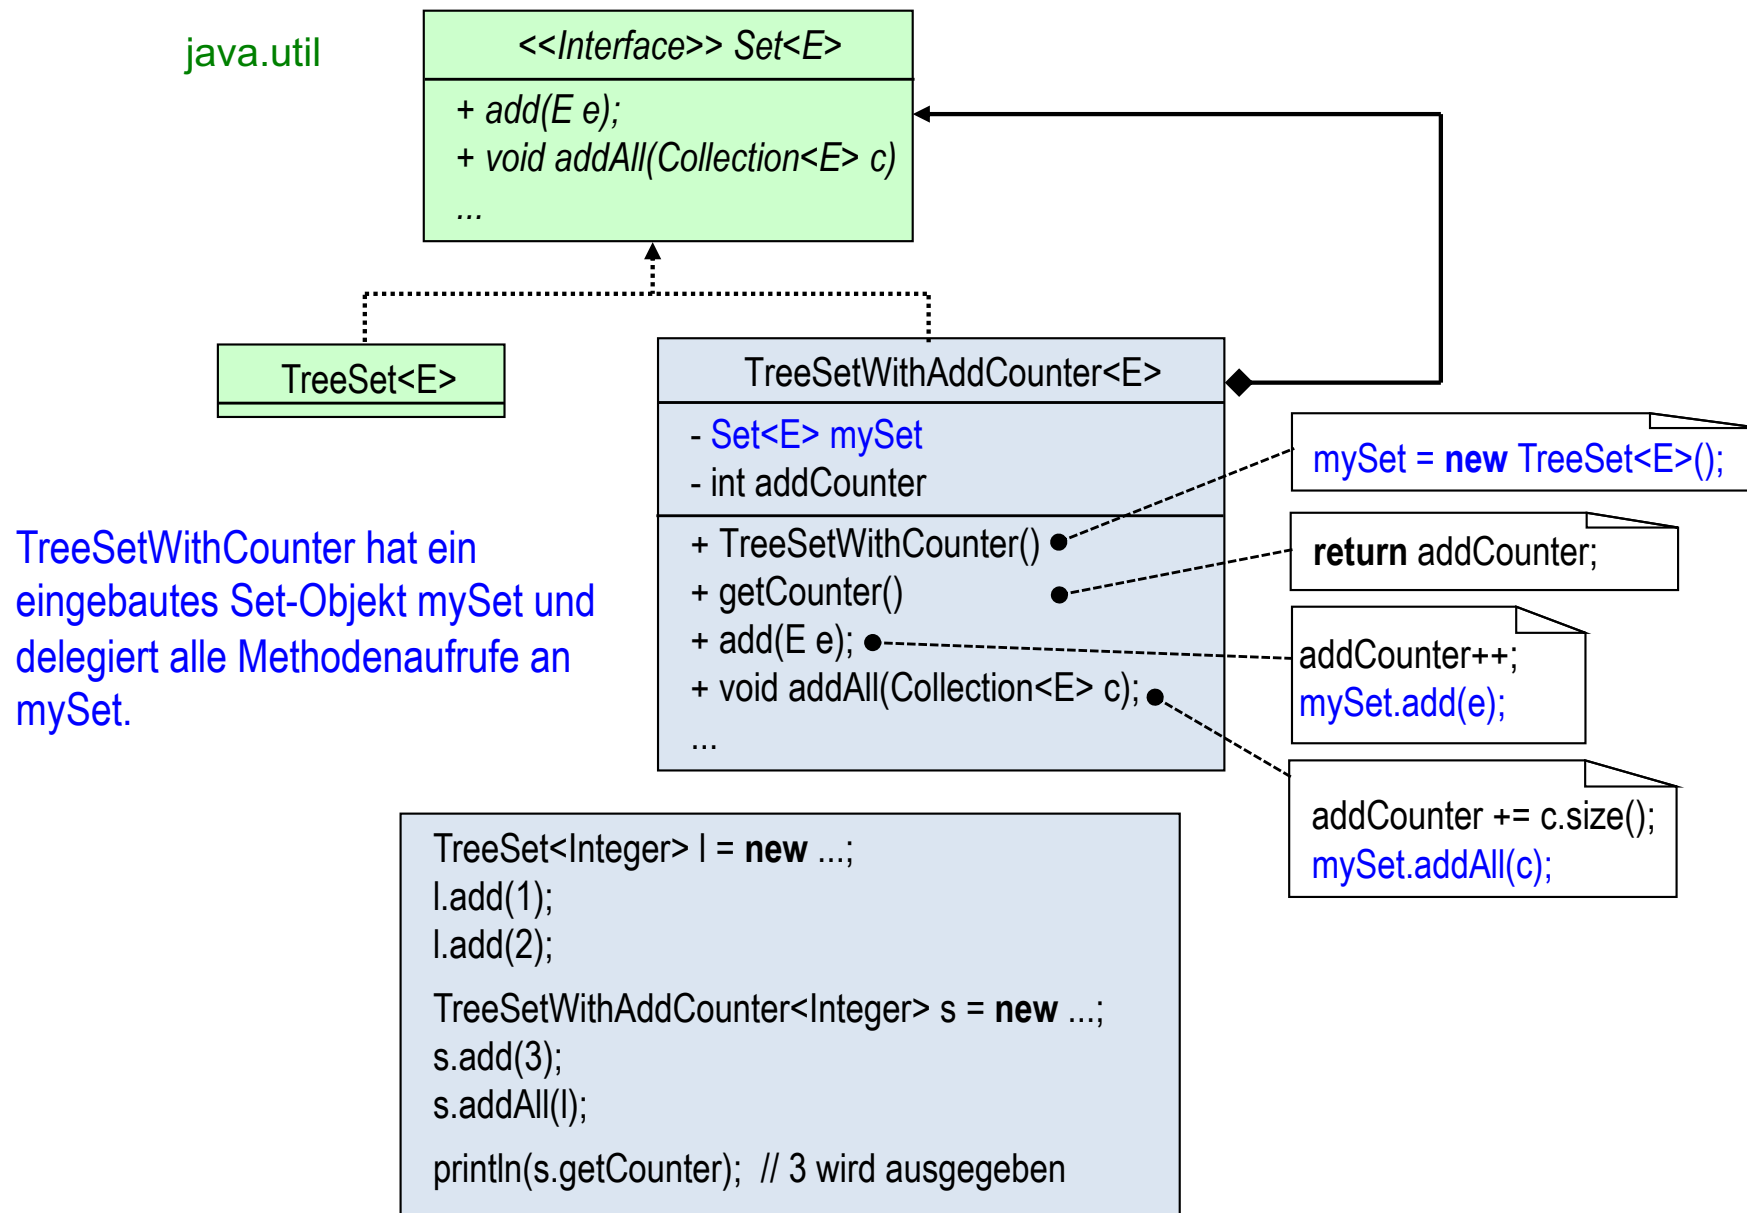 java.util
<<Interface>> Set<E>
+ add(E e);
+ void addAll(Collection<E> c)
...
TreeSet<E>
TreeSetWithAddCounter<E>
- Set<E> mySet
- int addCounter
+ TreeSetWithCounter()
+ getCounter()
+ add(E e);
+ void addAll(Collection<E> c);
...
mySet = new TreeSet<E>();
return addCounter;
addCounter++;
mySet.add(e);
addCounter += c.size();
mySet.addAll(c);
TreeSetWithCounter hat ein
eingebautes Set-Objekt mySet und
delegiert alle Methodenaufrufe an
mySet.
TreeSet<Integer> l = new ...;
l.add(1);
l.add(2);
TreeSetWithAddCounter<Integer> s = new ...;
s.add(3);
s.addAll(l);
println(s.getCounter);  // 3 wird ausgegeben